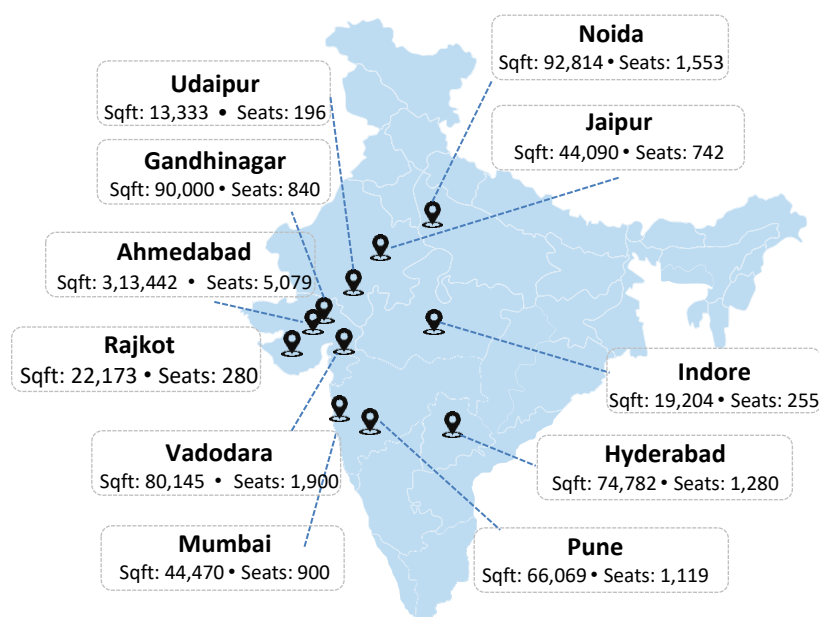 Noida
Sqft: 92,814 • Seats: 1,553
Udaipur
Sqft: 13,333 • Seats: 196
Jaipur
Sqft: 44,090 • Seats: 742
Gandhinagar
Sqft: 90,000 • Seats: 840
Ahmedabad
Sqft: 3,13,442 • Seats: 5,079
Rajkot
Sqft: 22,173 • Seats: 280
Indore
Sqft: 19,204 • Seats: 255
Vadodara
Sqft: 80,145 • Seats: 1,900
Hyderabad
Sqft: 74,782 • Seats: 1,280
Mumbai
Sqft: 44,470 • Seats: 900
Pune
Sqft: 66,069 • Seats: 1,119